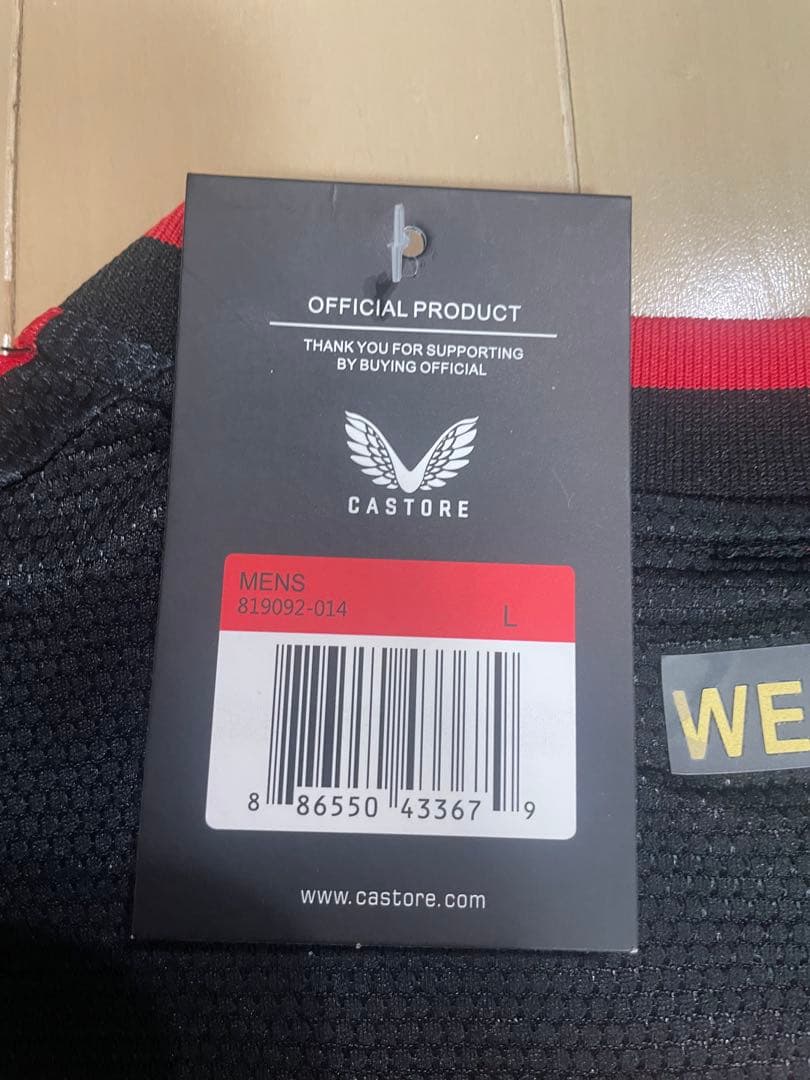 OFFICIAL PRODUCT
THANK YOU FOR SUPPORTING
BY BUYING OFFICIAL
CASTORE
MENS
819092-014
L
8 86550 43367 9
www.castore.com
WE